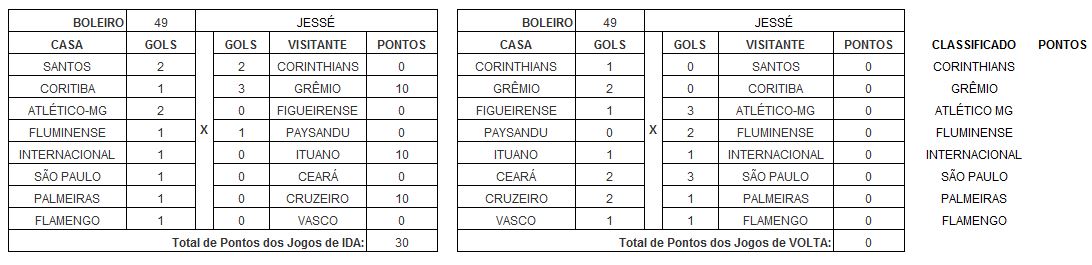 BOLEIRO 49 JESSÉ BOLEIRO 49 JESSÉ
CASA GOLS GOLS VISITANTE PONTOS CASA GOLS GOLS VISITANTE PONTOS CLASSIFICADO PONTOS
SANTOS 2 2 CORINTHIANS 0 CORINTHIANS 1 0 SANTOS 0 CORINTHIANS
CORITIBA 1 3 GRÊMIO 10 GRÊMIO 2 0 CORITIBA 0 GRÊMIO
ATLÉTICO-MG 2 0 FIGUEIRENSE 0 FIGUEIRENSE 1 3 ATLÉTICO-MG 0 ATLÉTICO MG
FLUMINENSE 1 X 1 PAYSANDU 0 PAYSANDU 0 X 2 FLUMINENSE 0 FLUMINENSE
INTERNACIONAL 1 0 ITUANO 10 ITUANO 1 1 INTERNACIONAL 0 INTERNACIONAL
SÃO PAULO 1 0 CEARÁ 0 CEARÁ 2 3 SÃO PAULO 0 SÃO PAULO
PALMEIRAS 1 0 CRUZEIRO 10 CRUZEIRO 2 1 PALMEIRAS 0 PALMEIRAS
FLAMENGO 1 0 VASCO 0 VASCO 1 1 FLAMENGO 0 FLAMENGO
Total de Pontos dos Jogos de IDA: 30 Total de Pontos dos Jogos de VOLTA: 0